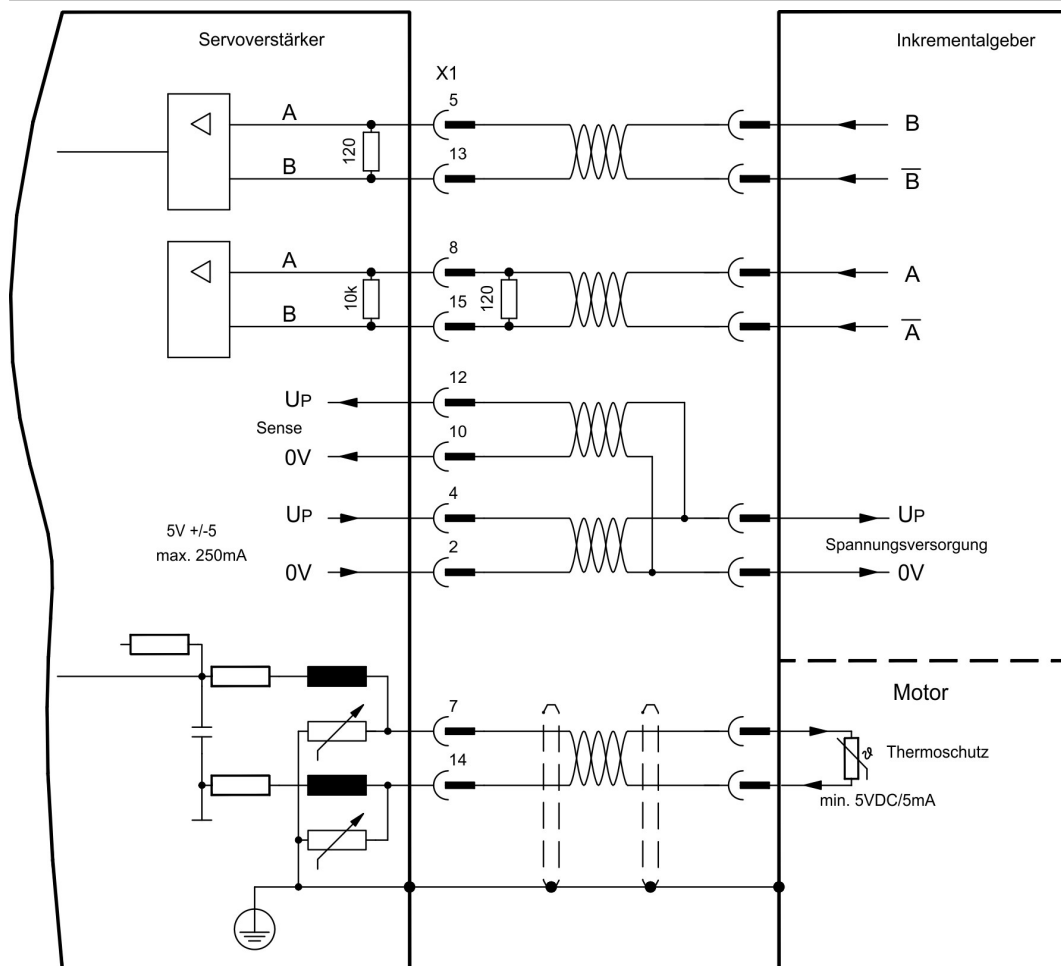 Servoverstärker
Inkrementalgeber
X1
5
A
B
120
13
B
B̅
8
A
A
10k
120
15
B
A̅
12
UP
Sense
10
0V
4
UP
UP
5V +/-5
max. 250mA
Spannungsversorgung
2
0V
0V
Motor
7
ϑ Thermoschutz
14
min. 5VDC/5mA